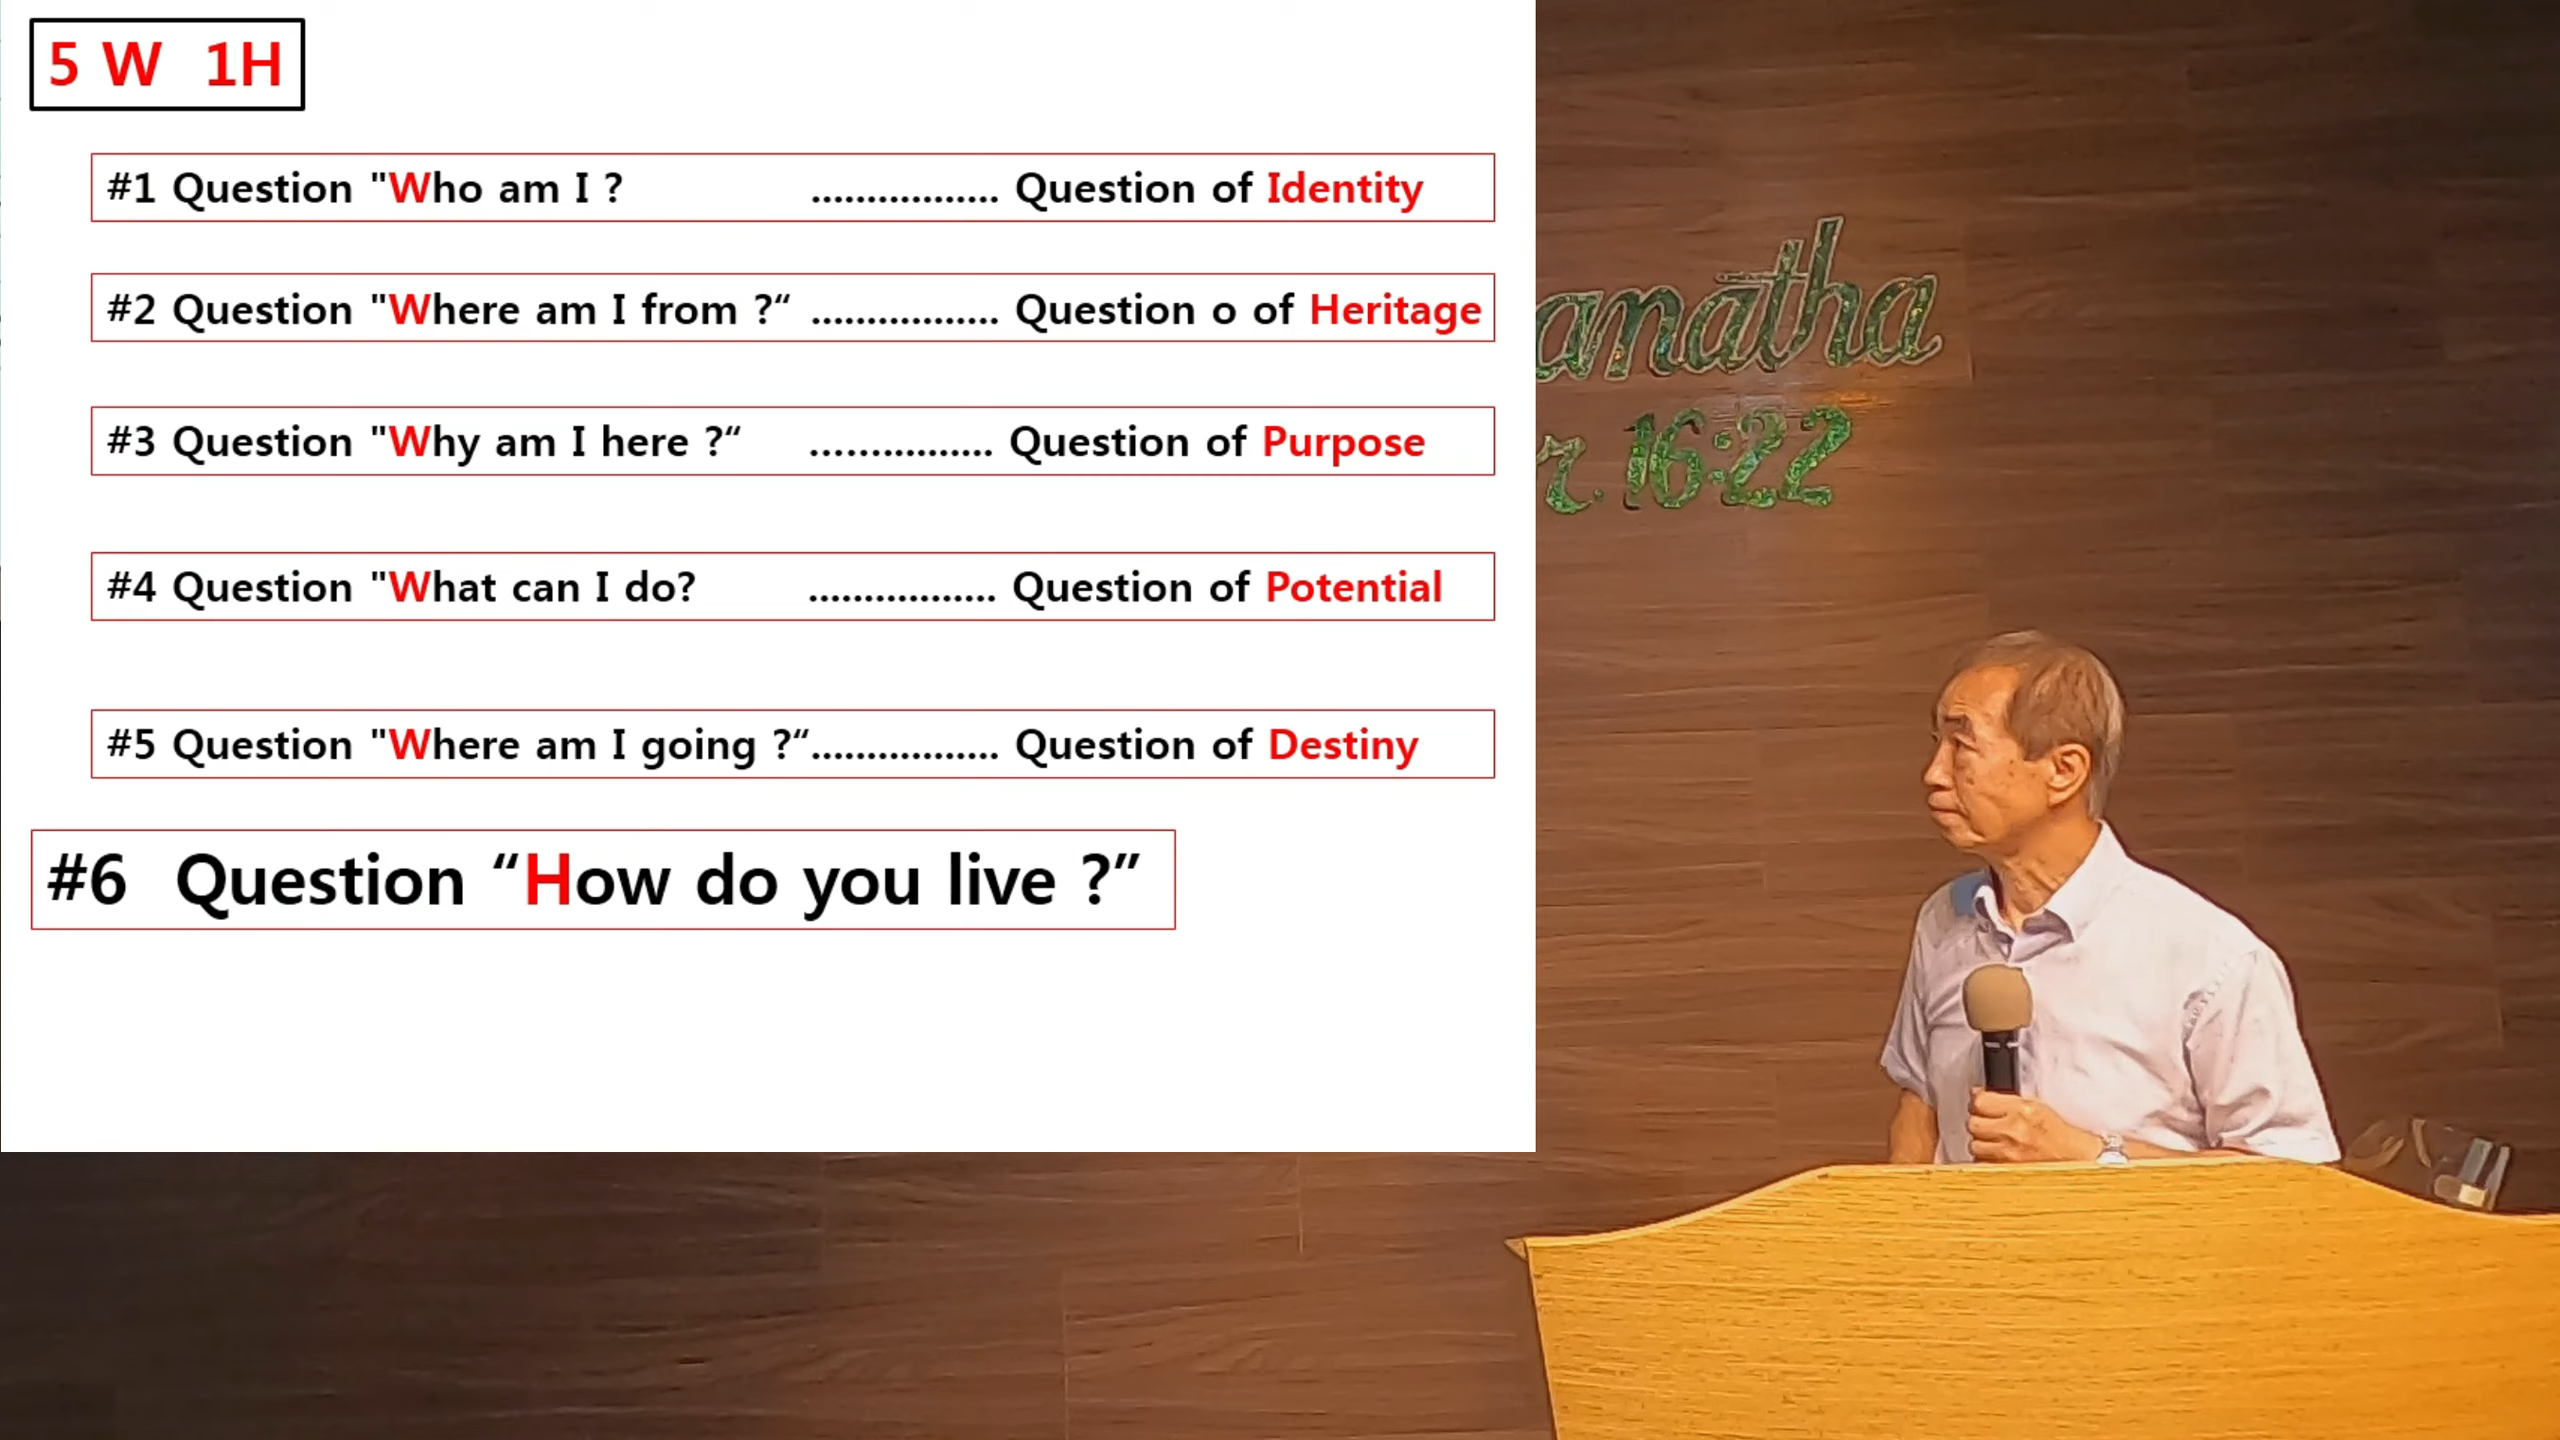 5 W 1H
#1 Question "Who am I ? ................. Question of Identity
#2 Question "Where am I from ?“ ................. Question o of Heritage
#3 Question "Why am I here ?“ ................. Question of Purpose
#4 Question "What can I do? ................. Question of Potential
#5 Question "Where am I going ?“................. Question of Destiny
#6 Question “How do you live ?”
anatha
r. 16:22